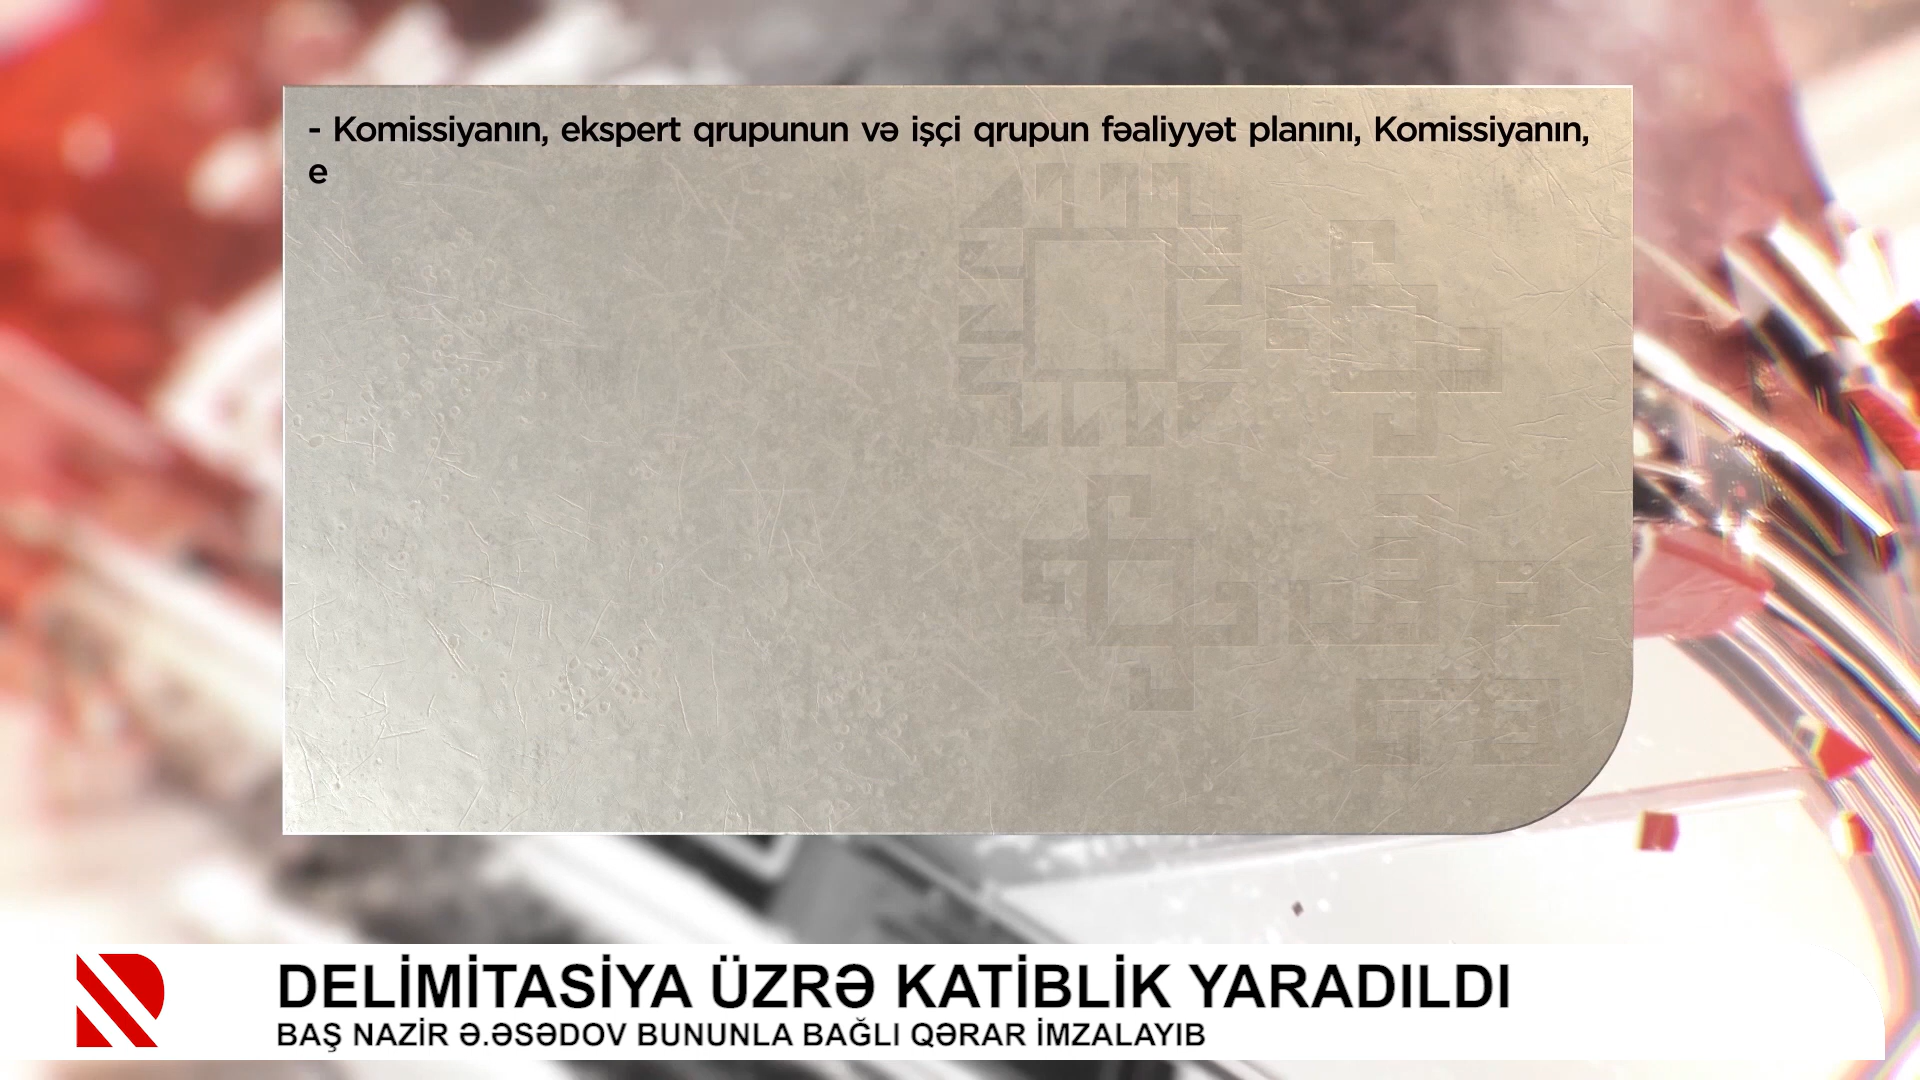 - Komissiyanın, ekspert qrupunun və işçi qrupun fəaliyyət planını, Komissiyanın,
e
DELİMİTASİYA ÜZRƏ KATİBLİK YARADILDI
BAŞ NAZİR Ə.ƏSƏDOV BUNUNLA BAĞLI QƏRAR İMZALAYIB